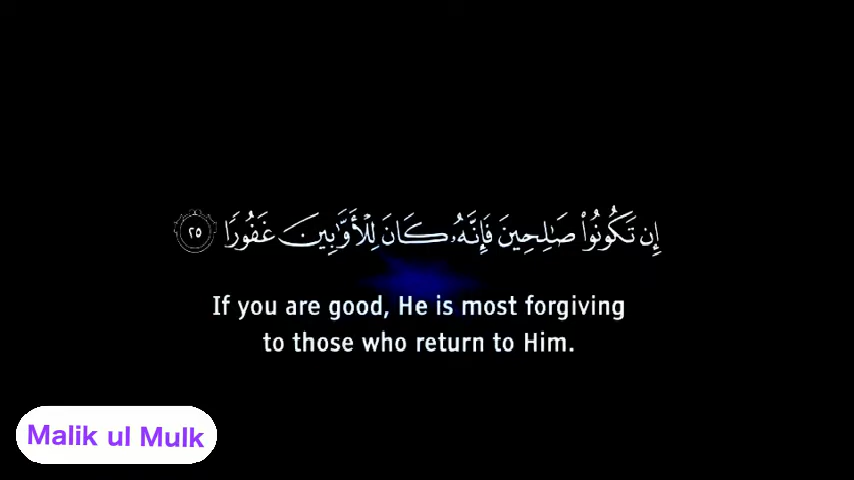 إِن تَكُونُوا۟ صَـٰلِحِينَ فَإِنَّهُۥ كَانَ لِلْأَوَّٰبِينَ غَفُورًا ٢٥
If you are good, He is most forgiving
to those who return to Him.
Malik ul Mulk